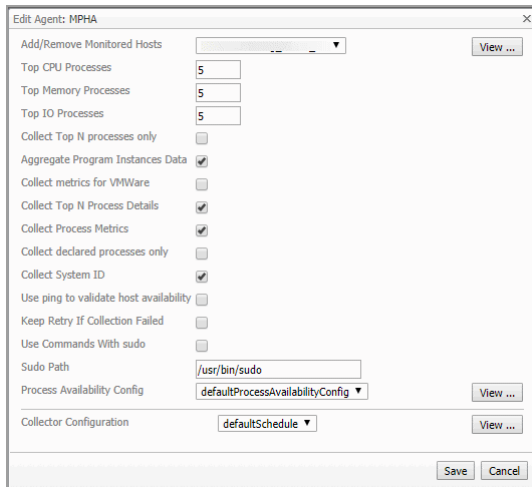 Edit Agent: MPHA
Add/Remove Monitored Hosts View ...
Top CPU Processes 5
Top Memory Processes 5
Top IO Processes 5
Collect Top N processes only
Aggregate Program Instances Data
Collect metrics for VMWare
Collect Top N Process Details
Collect Process Metrics
Collect declared processes only
Collect System ID
Use ping to validate host availability
Keep Retry If Collection Failed
Use Commands With sudo
Sudo Path /usr/bin/sudo
Process Availability Config defaultProcessAvailabilityConfig View ...
Collector Configuration defaultSchedule View ...
Save Cancel